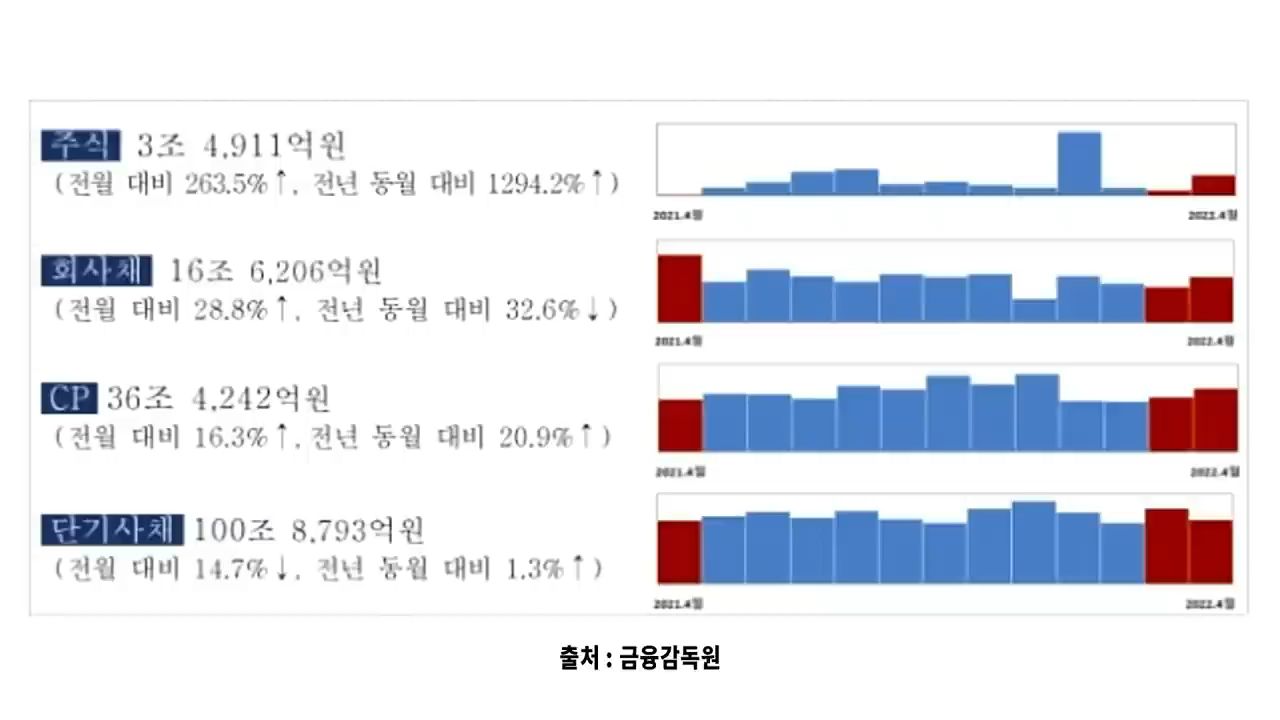 주식 3조 4,911억원
(전월 대비 263.5%↑, 전년 동월 대비 1294.2%↑)
2021.4월 2022.4월
회사채 16조 6,206억원
(전월 대비 28.8%↑, 전년 동월 대비 32.6%↓)
2021.4월 2022.4월
CP 36조 4,242억원
(전월 대비 16.3%↑, 전년 동월 대비 20.9%↑)
2021.4월 2022.4월
단기사채 100조 8,793억원
(전월 대비 14.7%↓, 전년 동월 대비 1.3%↑)
2021.4월 2022.4월
출처 : 금융감독원